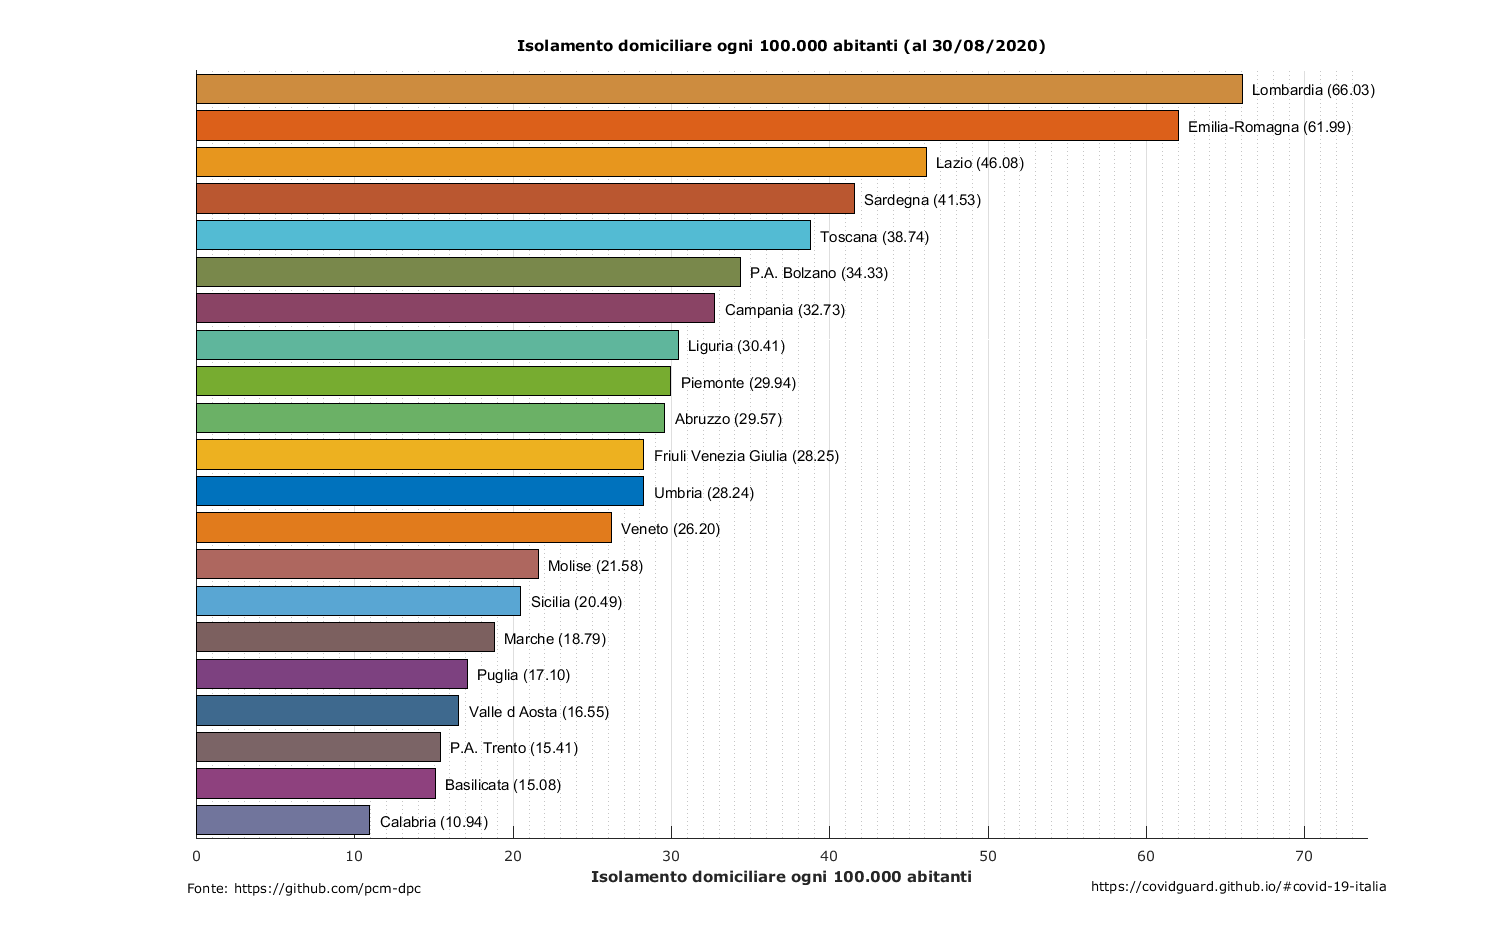 Isolamento domiciliare ogni 100.000 abitanti (al 30/08/2020)
Lombardia (66.03)
Emilia-Romagna (61.99)
Lazio (46.08)
Sardegna (41.53)
Toscana (38.74)
P.A. Bolzano (34.33)
Campania (32.73)
Liguria (30.41)
Piemonte (29.94)
Abruzzo (29.57)
Friuli Venezia Giulia (28.25)
Umbria (28.24)
Veneto (26.20)
Molise (21.58)
Sicilia (20.49)
Marche (18.79)
Puglia (17.10)
Valle d Aosta (16.55)
P.A. Trento (15.41)
Basilicata (15.08)
Calabria (10.94)
0 10 20 30 40 50 60 70
Isolamento domiciliare ogni 100.000 abitanti
Fonte: https://github.com/pcm-dpc
https://covidguard.github.io/#covid-19-italia